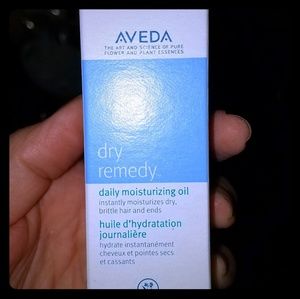 AVEDA
THE ART AND SCIENCE OF PURE
FLOWER AND PLANT ESSENCES
dry
remedy™
daily moisturizing oil
instantly moisturizes dry,
brittle hair and ends
huile d'hydratation
journalière
hydrate instantanément
cheveux et pointes secs
et cassants